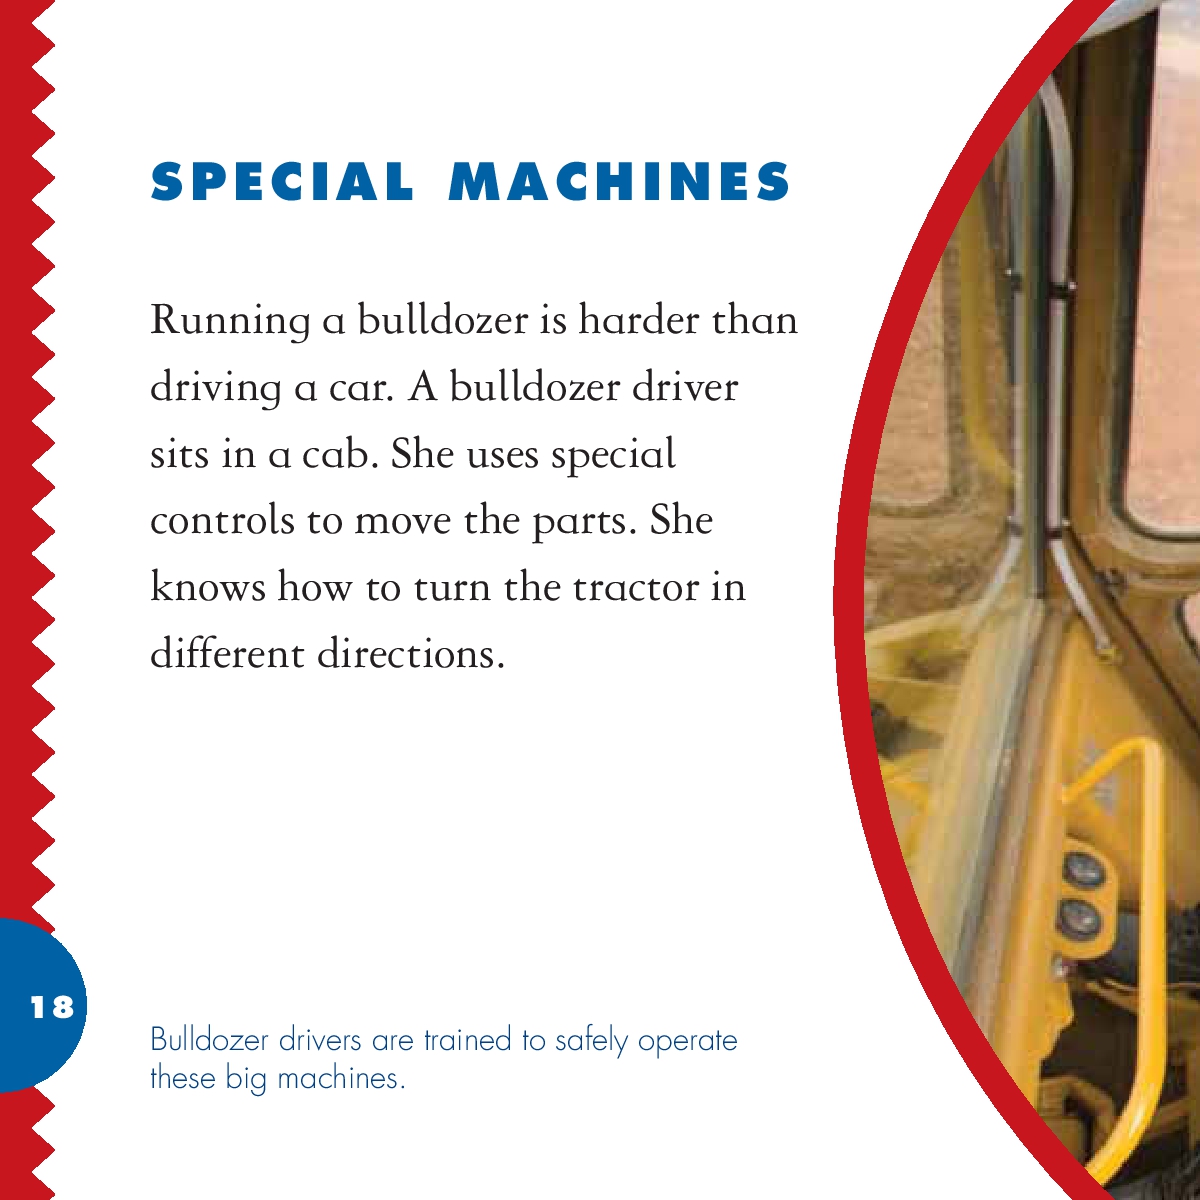 SPECIAL MACHINES
Running a bulldozer is harder than
driving a car. A bulldozer driver
sits in a cab. She uses special
controls to move the parts. She
knows how to turn the tractor in
different directions.
18
Bulldozer drivers are trained to safely operate
these big machines.